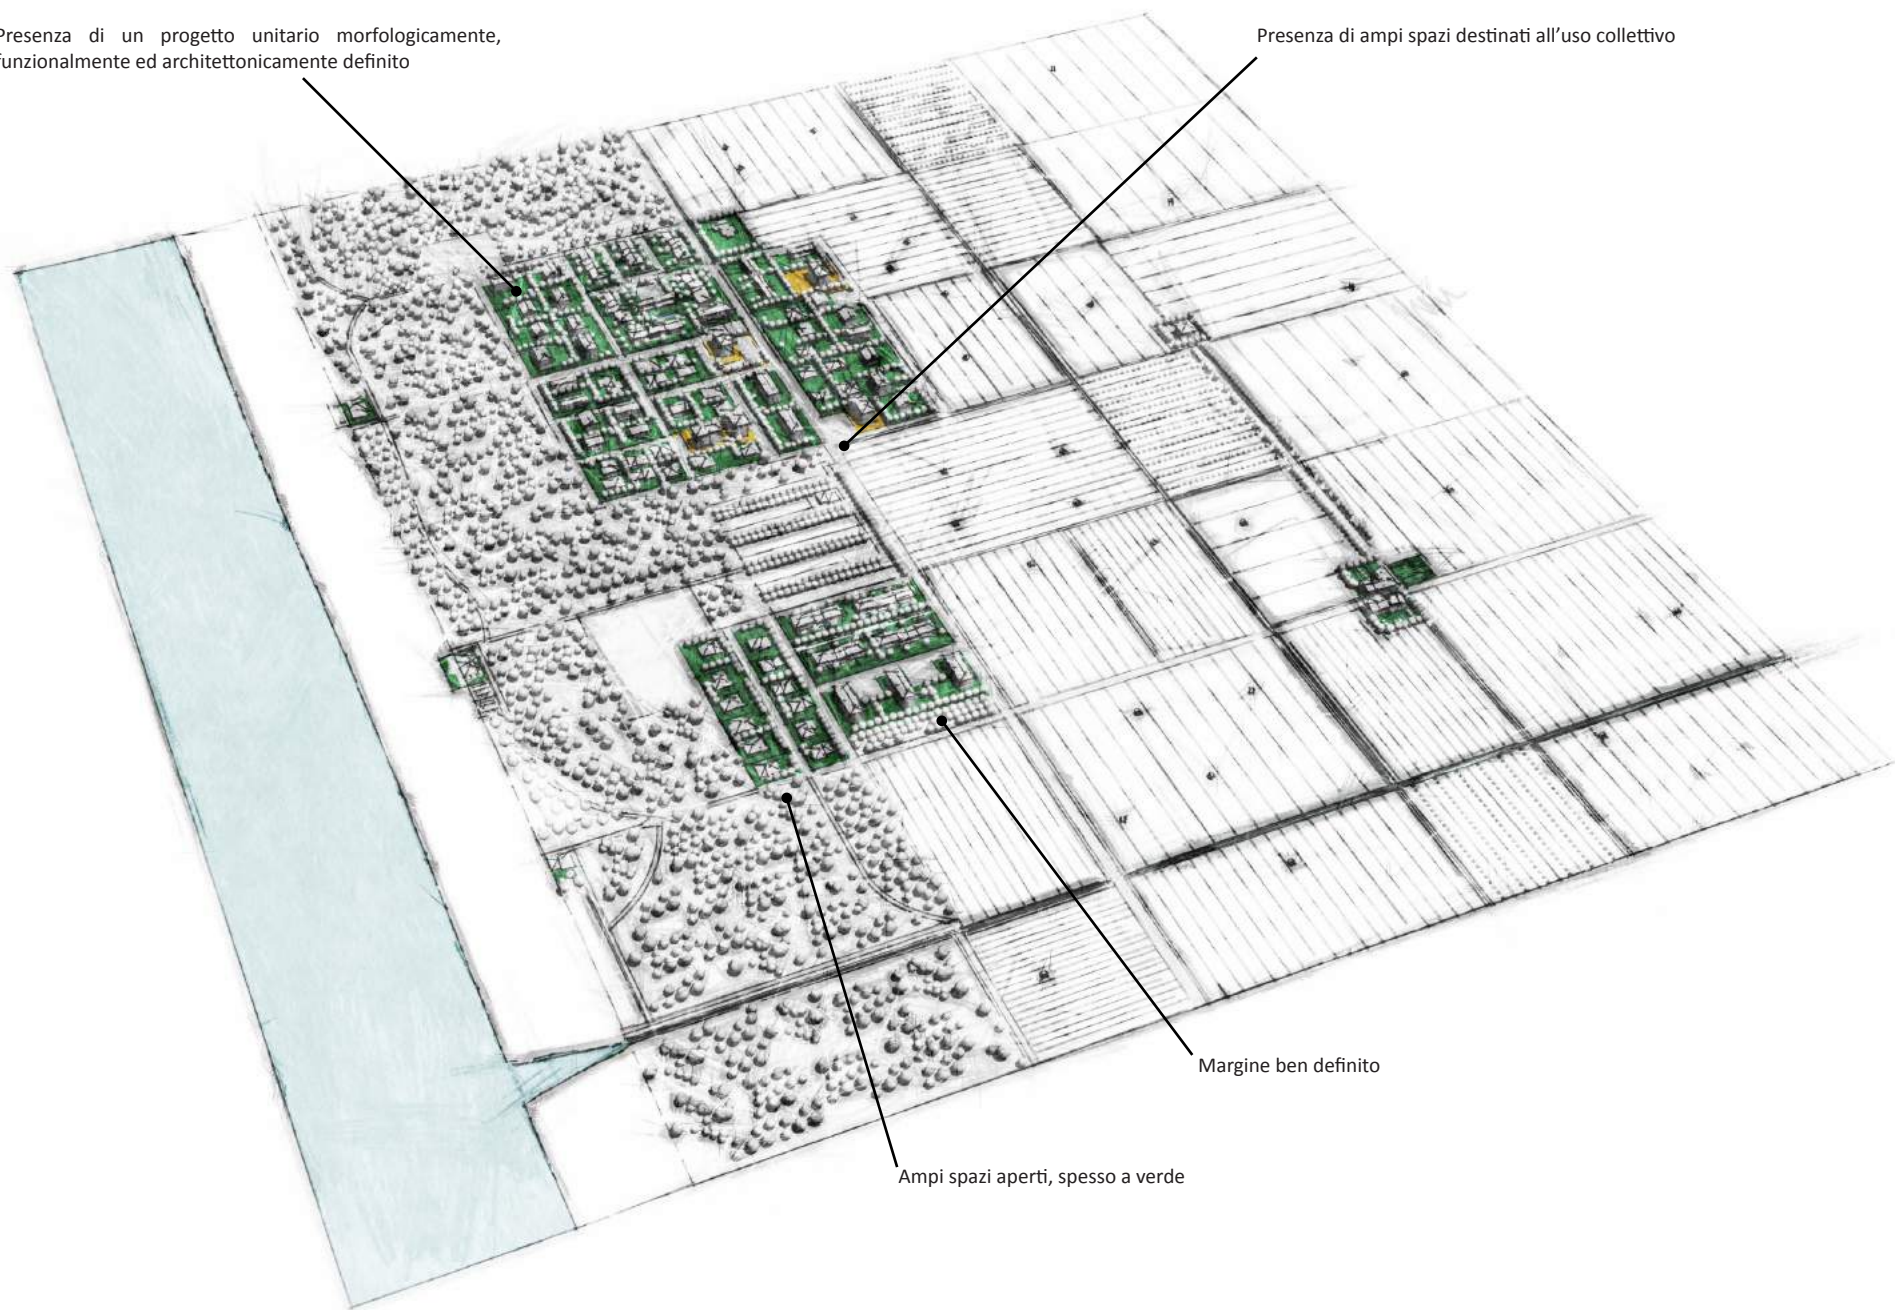 Presenza di un progetto unitario morfologicamente,
funzionalmente ed architettonicamente definito
Presenza di ampi spazi destinati all’uso collettivo
Margine ben definito
Ampi spazi aperti, spesso a verde